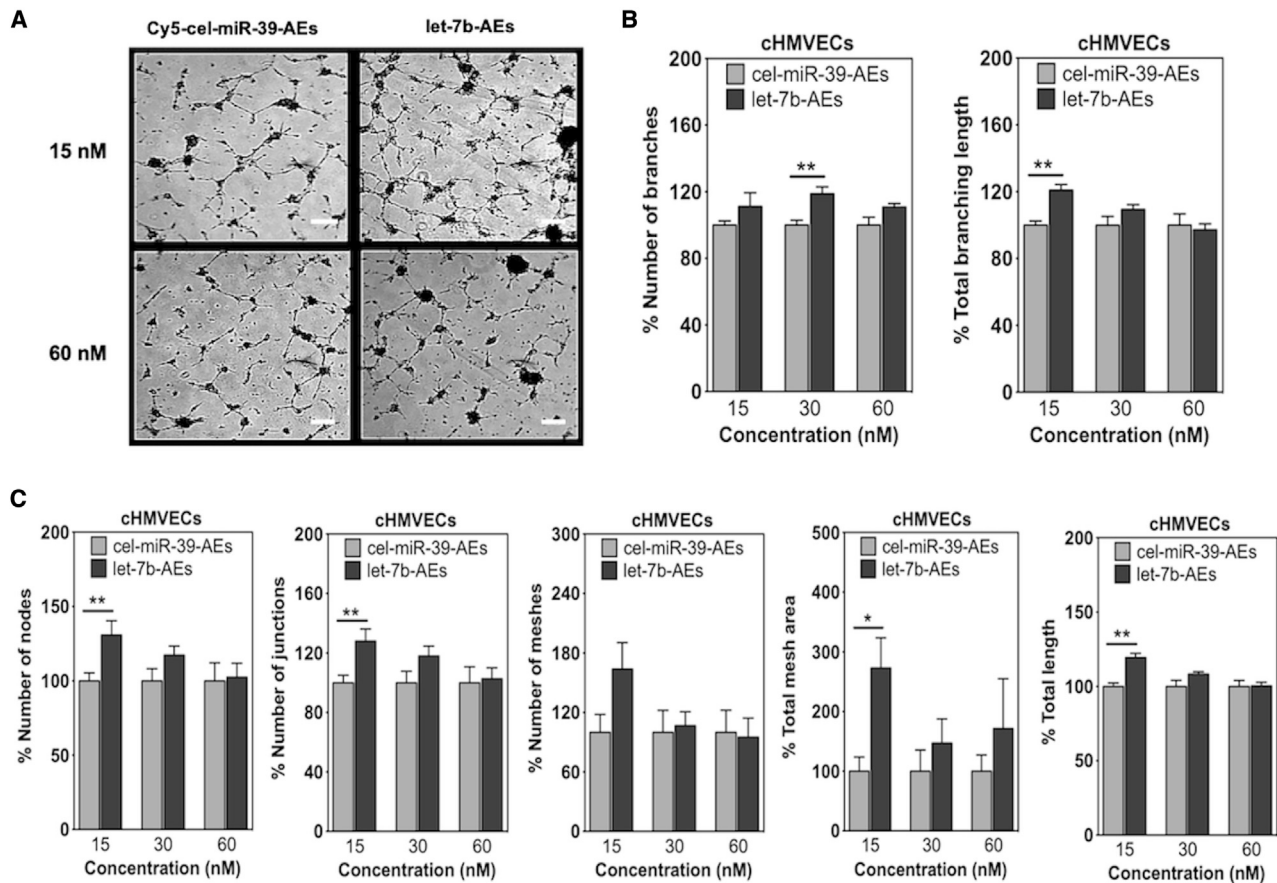 A
Cy5-cel-miR-39-AEs
let-7b-AEs
15 nM
60 nM
B
cHMVECs
% Number of branches
200
160
120
80
40
0
cel-miR-39-AEs
let-7b-AEs
**
15 30 60
Concentration (nM)
cHMVECs
% Total branching length
200
160
120
80
40
0
cel-miR-39-AEs
let-7b-AEs
**
15 30 60
Concentration (nM)
C
cHMVECs
% Number of nodes
200
150
100
50
0
cel-miR-39-AEs
let-7b-AEs
**
15 30 60
Concentration (nM)
cHMVECs
% Number of junctions
200
160
120
80
40
0
cel-miR-39-AEs
let-7b-AEs
**
15 30 60
Concentration (nM)
cHMVECs
% Number of meshes
300
240
180
120
60
0
cel-miR-39-AEs
let-7b-AEs
15 30 60
Concentration (nM)
cHMVECs
% Total mesh area
500
400
300
200
100
0
cel-miR-39-AEs
let-7b-AEs
*
15 30 60
Concentration (nM)
cHMVECs
% Total length
200
150
100
50
0
cel-miR-39-AEs
let-7b-AEs
**
15 30 60
Concentration (nM)